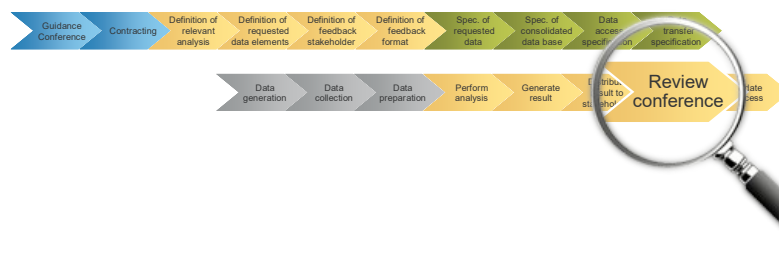 Guidance
Conference
Contracting
Definition of
relevant
analysis
Definition of
requested
data elements
Definition of
feedback
stakeholder
Definition of
feedback
format
Spec. of
requested
data
Spec. of
consolidated
data base
Data
access
specification
transfer
specification
Data
generation
Data
collection
Data
preparation
Perform
analysis
Generate
result
Review
conference